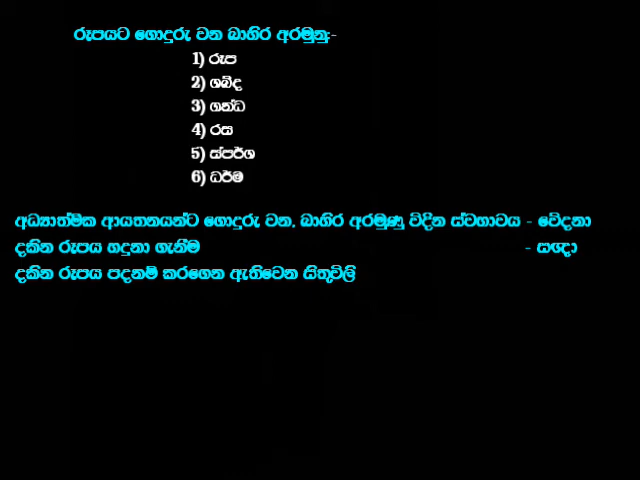 රූපයට ගොදුරු වන බාහිර අරමුනු:-
1) රූප
2) ශබ්ද
3) ගන්ධ
4) රස
5) ස්පර්ශ
6) ධර්ම
අධ්‍යාත්මික ආයතනයන්ට ගොදුරු වන, බාහිර අරමුණු විදින ස්වභාවය - වේදනා
දකින රූපය හදුනා ගැනීම - සඥා
දකින රූපය පදනම් කරගෙන ඇතිවෙන සිතුවිලි